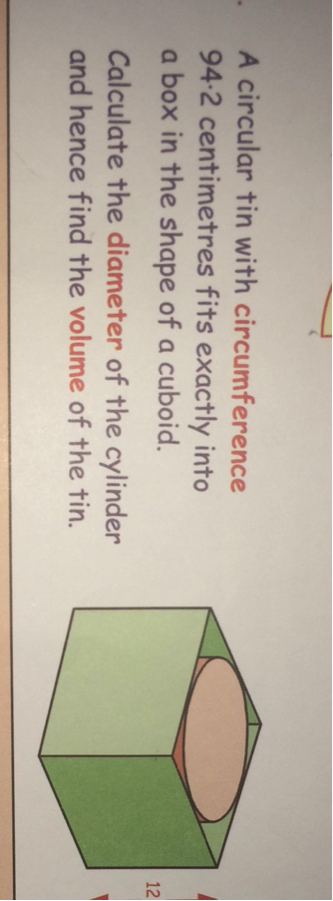 A circular tin with circumference
94·2 centimetres fits exactly into
a box in the shape of a cuboid.
Calculate the diameter of the cylinder
and hence find the volume of the tin.
12